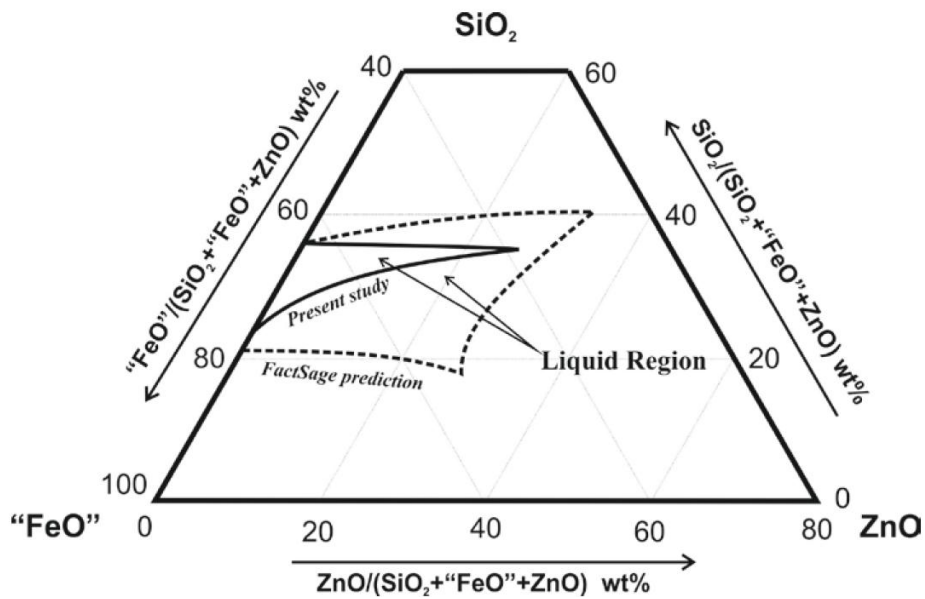 SiO₂
40
60
"FeO"/(SiO₂+"FeO"+ZnO) wt%
SiO₂/(SiO₂+"FeO"+ZnO) wt%
60
40
Present study
80
FactSage prediction
Liquid Region
20
100
0
"FeO"
0
20
40
60
80
ZnO
ZnO/(SiO₂+"FeO"+ZnO) wt%